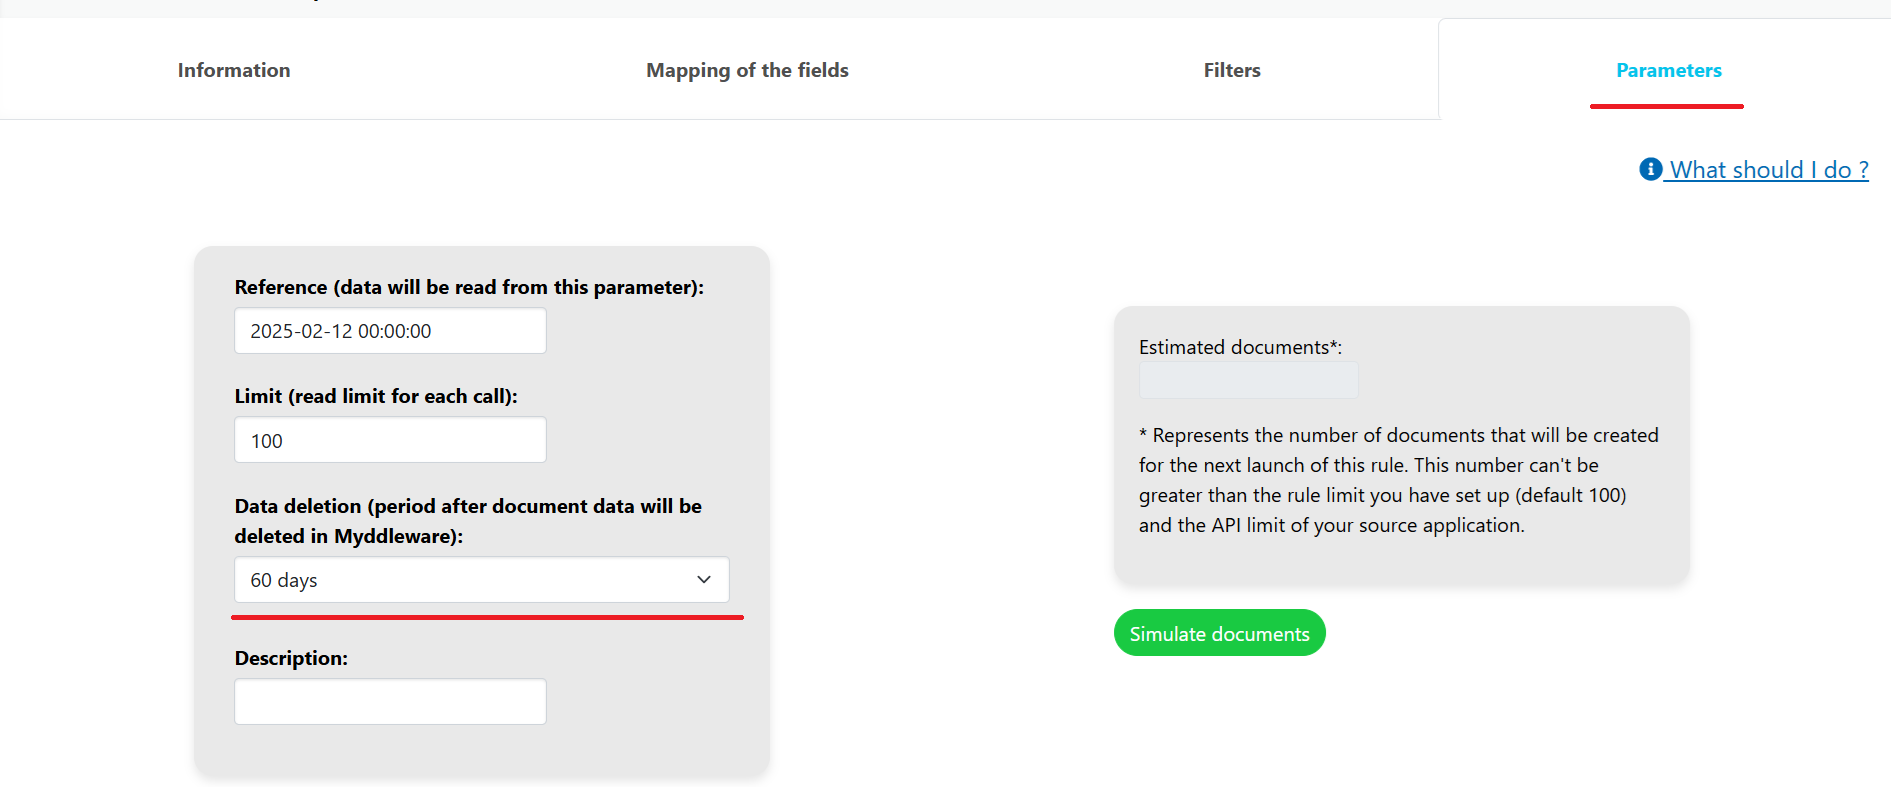 Information
Mapping of the fields
Filters
Parameters
What should I do ?
Reference (data will be read from this parameter):
2025-02-12 00:00:00
Limit (read limit for each call):
100
Data deletion (period after document data will be
deleted in Myddleware):
60 days
Description:
Estimated documents*:
* Represents the number of documents that will be created
for the next launch of this rule. This number can't be
greater than the rule limit you have set up (default 100)
and the API limit of your source application.
Simulate documents